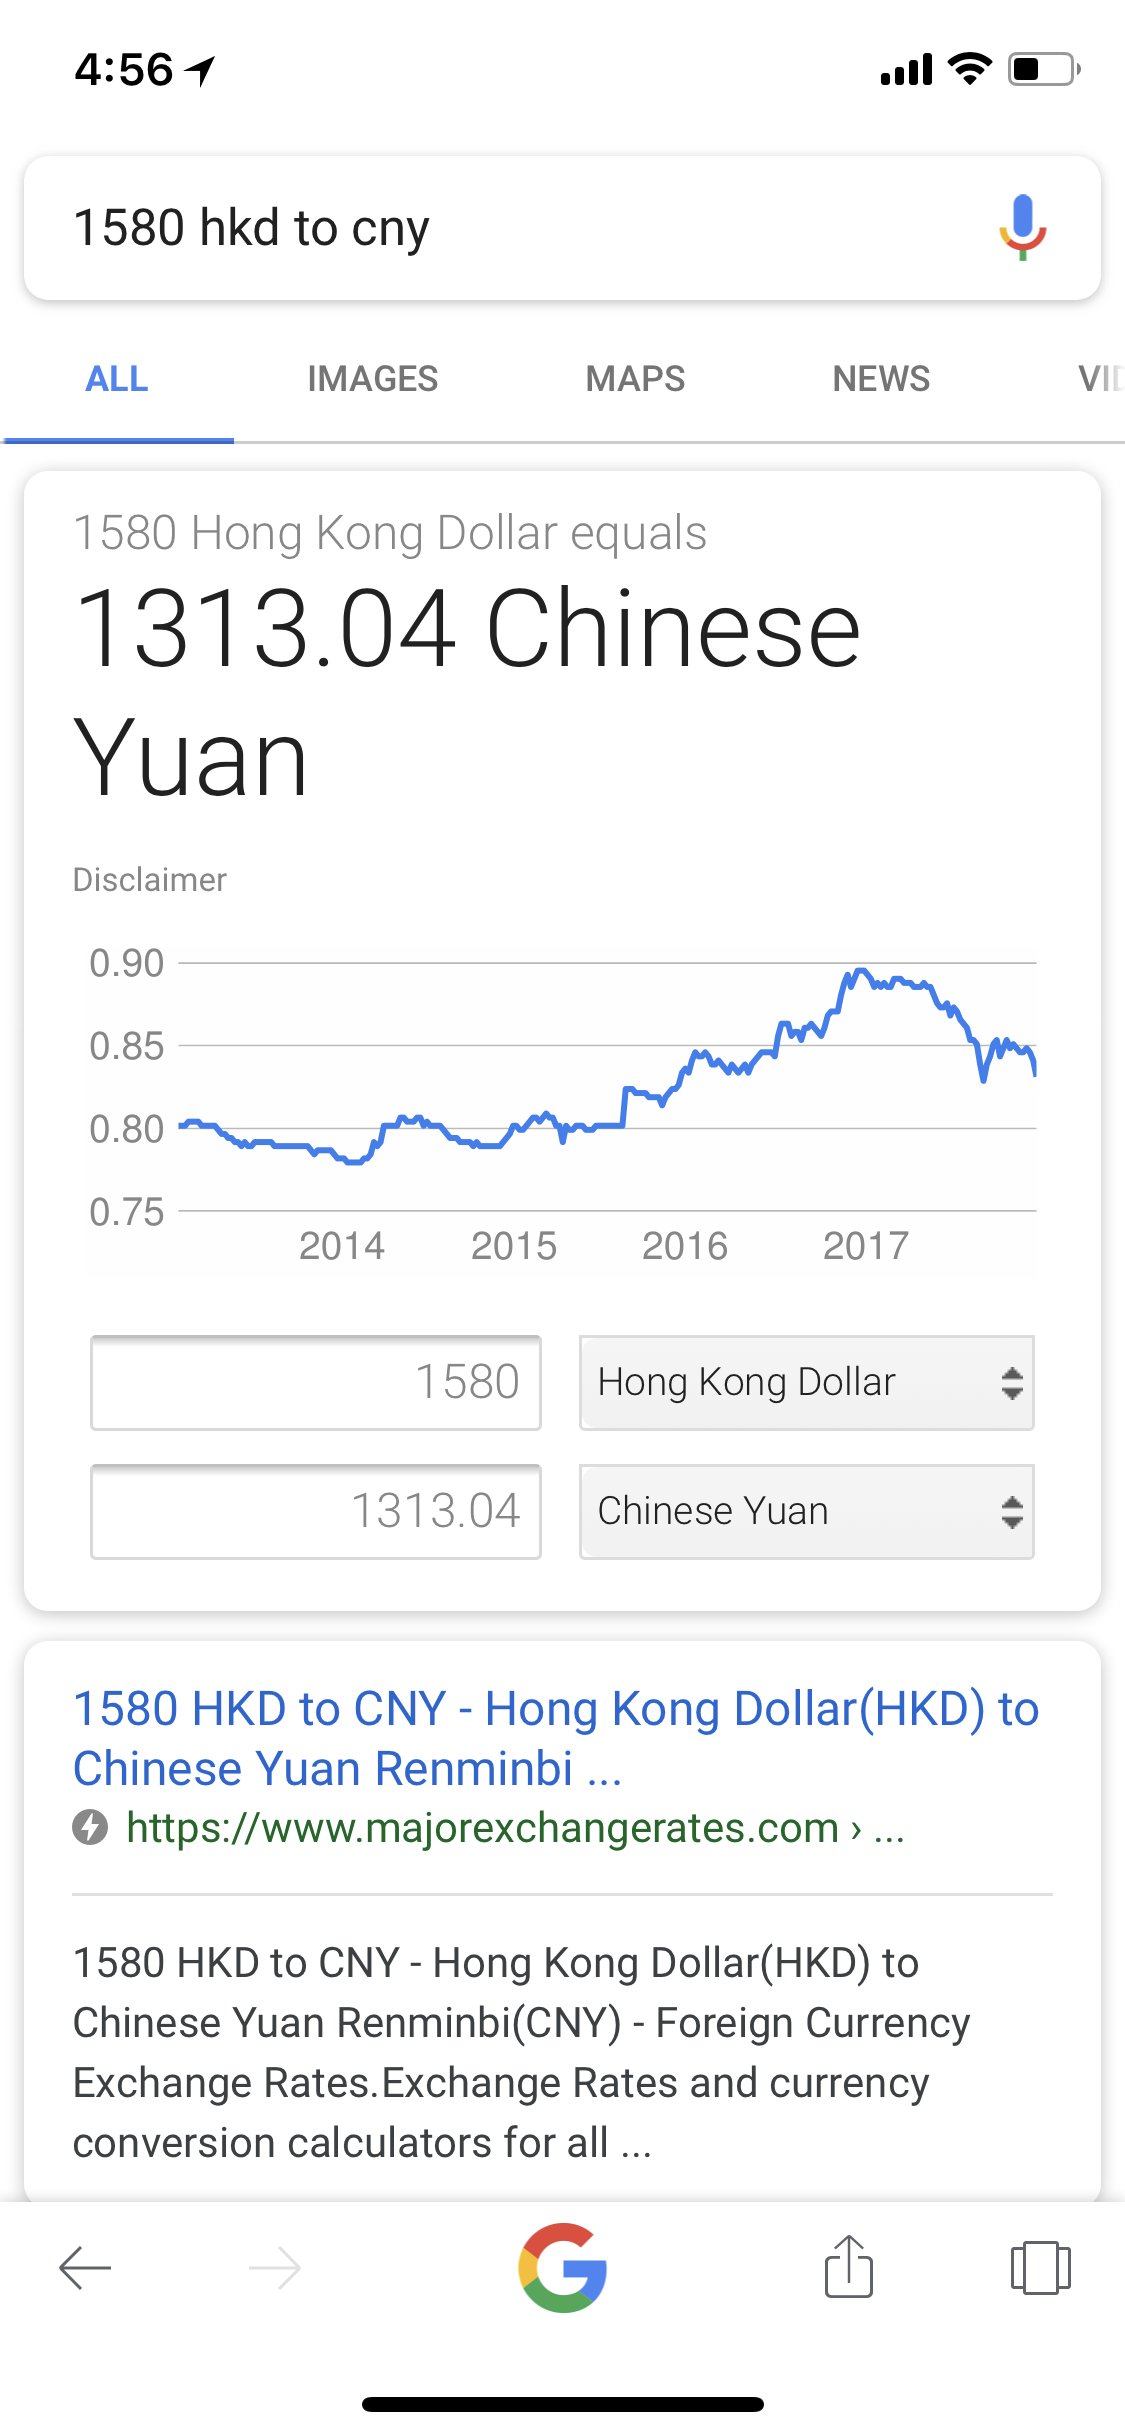 4:56
1580 hkd to cny
ALL IMAGES MAPS NEWS
1580 Hong Kong Dollar equals
1313.04 Chinese
Yuan
Disclaimer
0.90
0.85
0.80
0.75
2014 2015 2016 2017
1580 Hong Kong Dollar
1313.04 Chinese Yuan
1580 HKD to CNY - Hong Kong Dollar(HKD) to
Chinese Yuan Renminbi ...
https://www.majorexchangerates.com › ...
1580 HKD to CNY - Hong Kong Dollar(HKD) to
Chinese Yuan Renminbi(CNY) - Foreign Currency
Exchange Rates.Exchange Rates and currency
conversion calculators for all ...